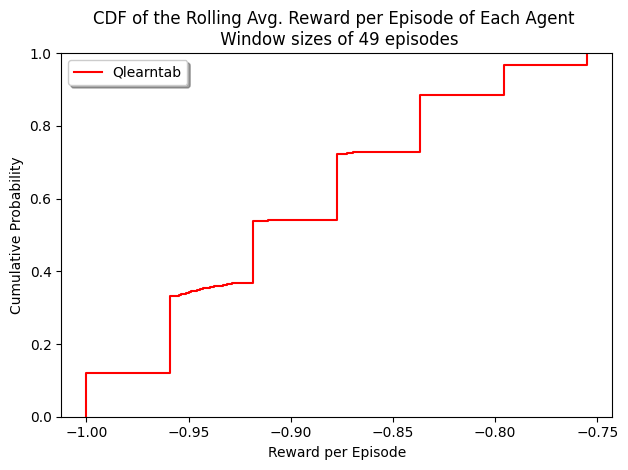 CDF of the Rolling Avg. Reward per Episode of Each Agent
Window sizes of 49 episodes
Qlearntab
1.0
0.8
0.6
0.4
0.2
0.0
Cumulative Probability
−1.00
−0.95
−0.90
−0.85
−0.80
−0.75
Reward per Episode